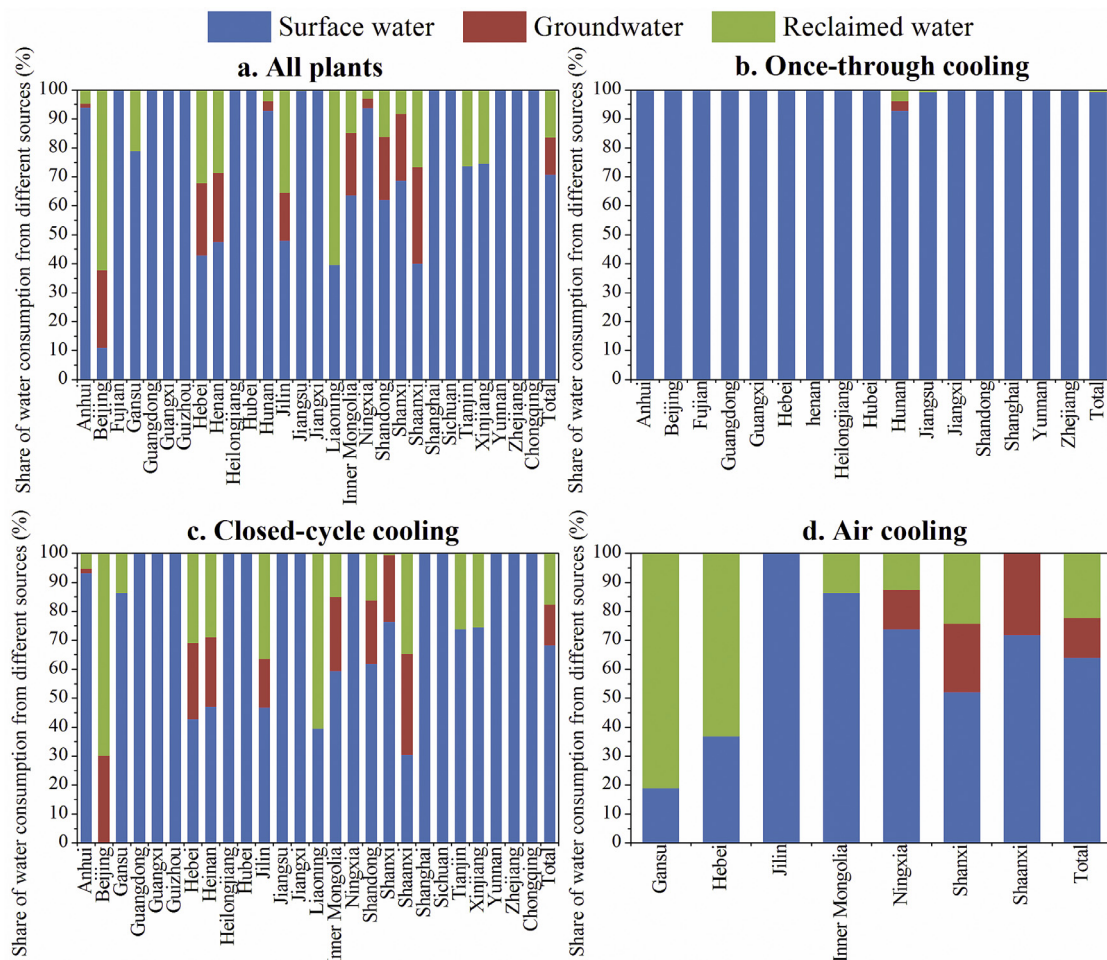 Surface water Groundwater Reclaimed water
a. All plants
Share of water consumption from different sources (%)
100
90
80
70
60
50
40
30
20
10
0
Anhui
Beijing
Fujian
Gansu
Guangdong
Guangxi
Guizhou
Hebei
Henan
Heilongjiang
Hubei
Hunan
Jilin
Jiangsu
Jiangxi
Liaoning
Inner Mongolia
Ningxia
Shandong
Shanxi
Shaanxi
Shanghai
Sichuan
Tianjin
Xinjiang
Yunnan
Zhejiang
Chongqing
Total
b. Once-through cooling
Share of water consumption from different sources (%)
100
90
80
70
60
50
40
30
20
10
0
Anhui
Beijing
Fujian
Guangdong
Guangxi
Hebei
henan
Heilongjiang
Hubei
Hunan
Jiangsu
Jiangxi
Shandong
Shanghai
Yunnan
Zhejiang
Total
c. Closed-cycle cooling
Share of water consumption from different sources (%)
100
90
80
70
60
50
40
30
20
10
0
Anhui
Beijing
Gansu
Guangdong
Guangxi
Guizhou
Hebei
Heinan
Heilongjiang
Hubei
Jilin
Jiangsu
Jiangxi
Liaoning
Inner Mongolia
Ningxia
Shandong
Shanxi
Shaanxi
Shanghai
Sichuan
Tianjin
Xinjiang
Yunnan
Zhejiang
Chongqing
Total
d. Air cooling
Share of water consumption from different sources (%)
100
90
80
70
60
50
40
30
20
10
0
Gansu
Hebei
Jilin
Inner Mongolia
Ningxia
Shanxi
Shaanxi
Total